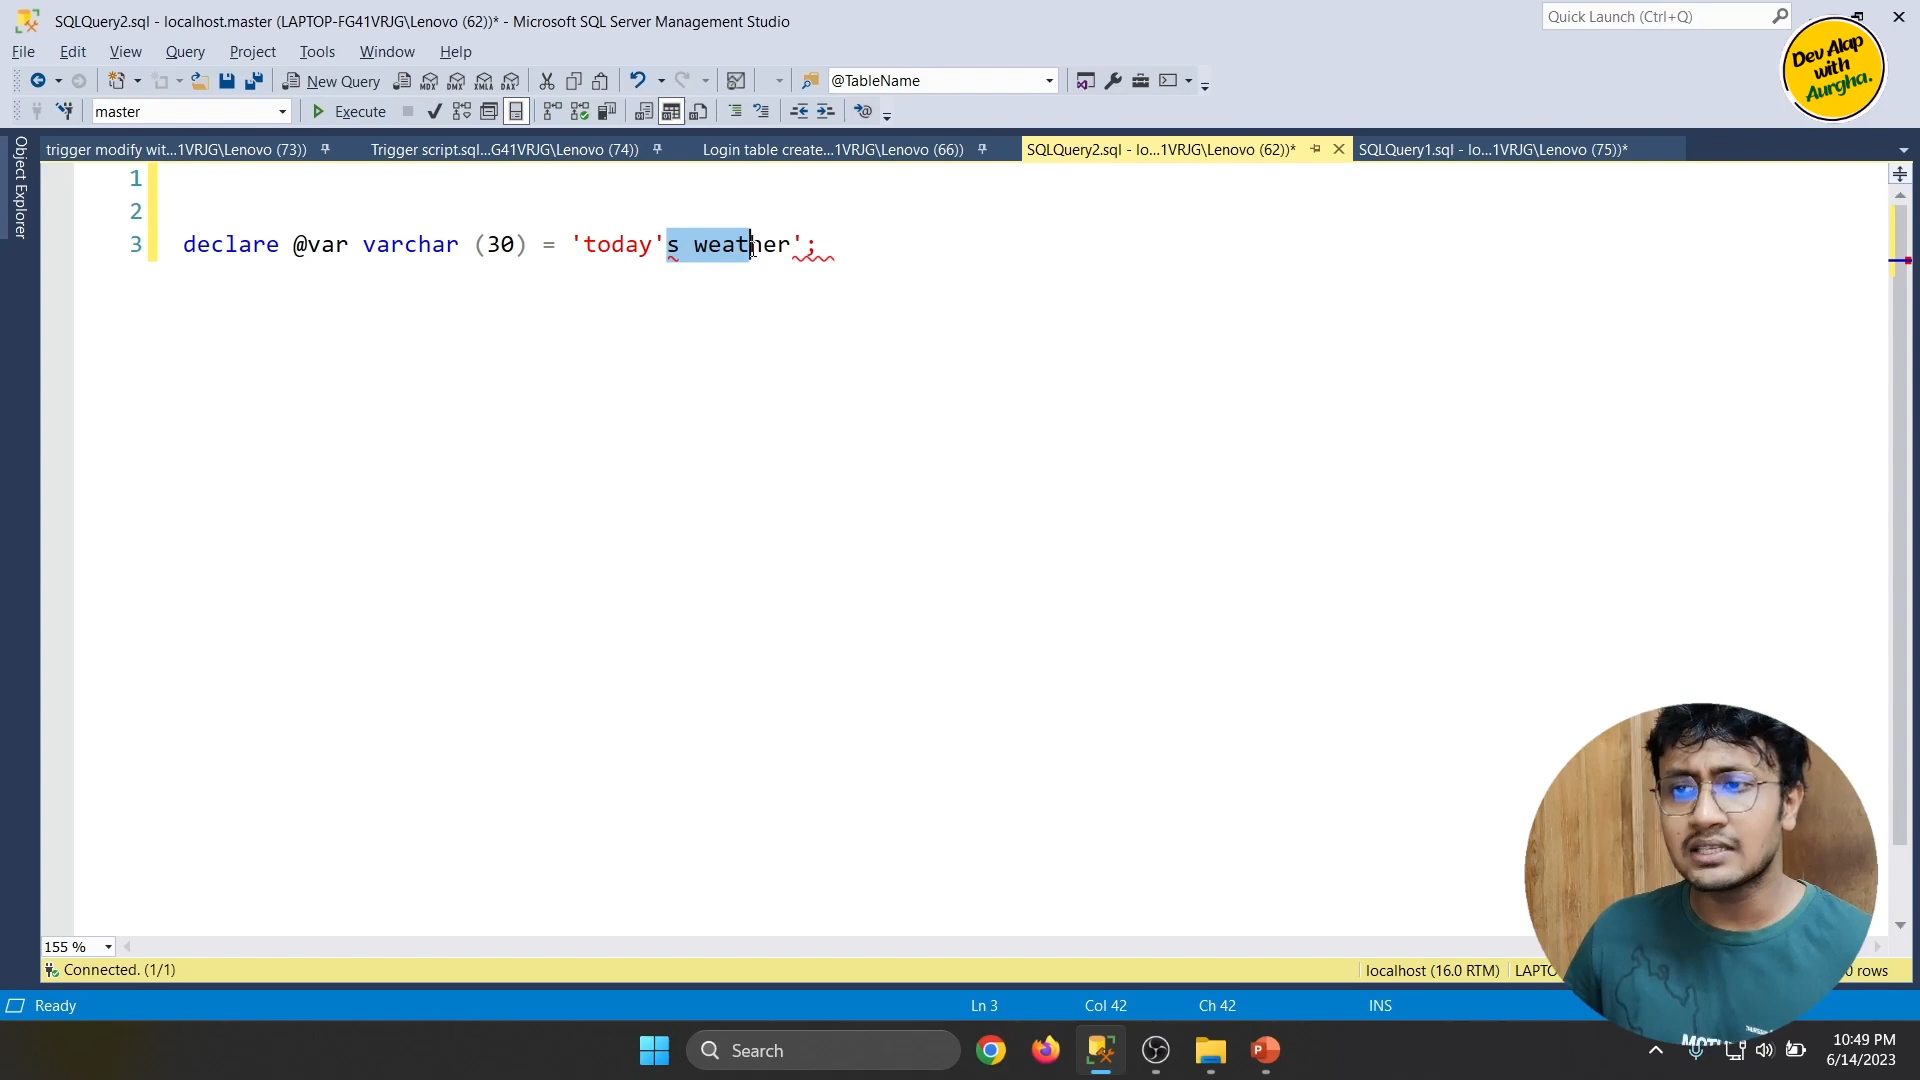 SQLQuery2.sql - localhost.master (LAPTOP-FG41VRJG\Lenovo (62))* - Microsoft SQL Server Management Studio
Quick Launch (Ctrl+Q)
Dev Alap
with
Aurgha.
File Edit View Query Project Tools Window Help
New Query
MDX DMX XMLA DAX
@TableName
master
Execute
trigger modify wit...1VRJG\Lenovo (73))
Trigger script.sql...G41VRJG\Lenovo (74))
Login table create...1VRJG\Lenovo (66))
SQLQuery2.sql - lo...1VRJG\Lenovo (62))*
SQLQuery1.sql - lo...1VRJG\Lenovo (75))*
Object Explorer
1
2
3 declare @var varchar (30) = 'today's weather';
155 %
Connected. (1/1)
localhost (16.0 RTM)
LAPTO
0 rows
Ready
Ln 3
Col 42
Ch 42
INS
Search
10:49 PM
6/14/2023